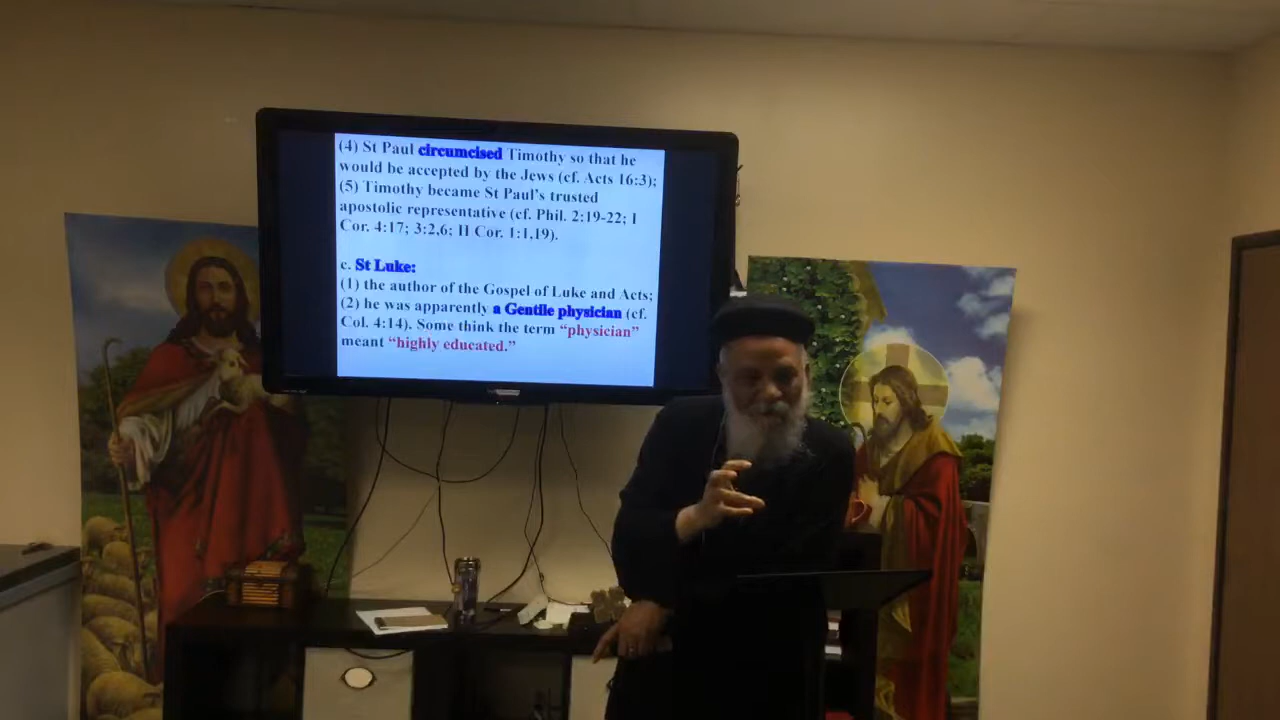 (4) St Paul circumcised Timothy so that he
would be accepted by the Jews (cf. Acts 16:3);
(5) Timothy became St Paul's trusted
apostolic representative (cf. Phil. 2:19-22; I
Cor. 4:17; 3:2,6; II Cor. 1:1,19).
c. St Luke:
(1) the author of the Gospel of Luke and Acts;
(2) he was apparently a Gentile physician (cf.
Col. 4:14). Some think the term “physician”
meant “highly educated.”